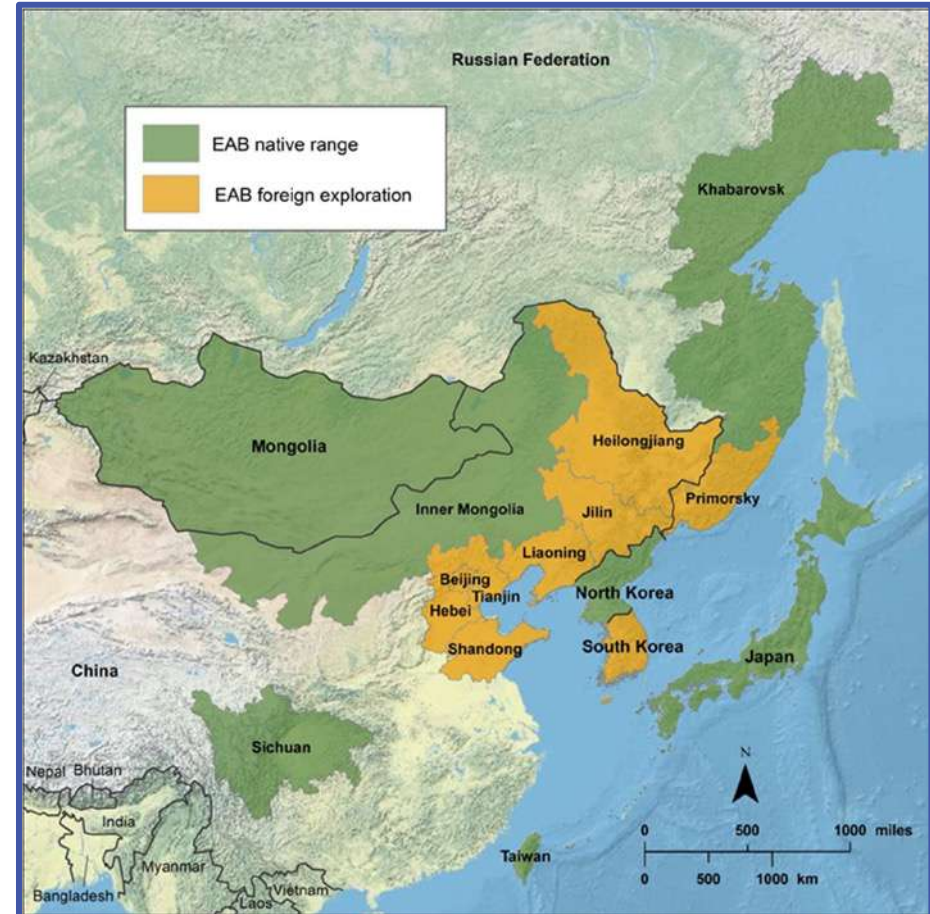 Russian Federation
EAB native range
EAB foreign exploration
Khabarovsk
Kazakhstan
Mongolia
Heilongjiang
Inner Mongolia
Primorsky
Jilin
Liaoning
Beijing
Tianjin
North Korea
Hebei
South Korea
Shandong
Japan
China
Sichuan
N
Nepal Bhutan
India
0 500 1000 miles
Myanmar
Taiwan
0 500 1000 km
Vietnam
Bangladesh
Laos